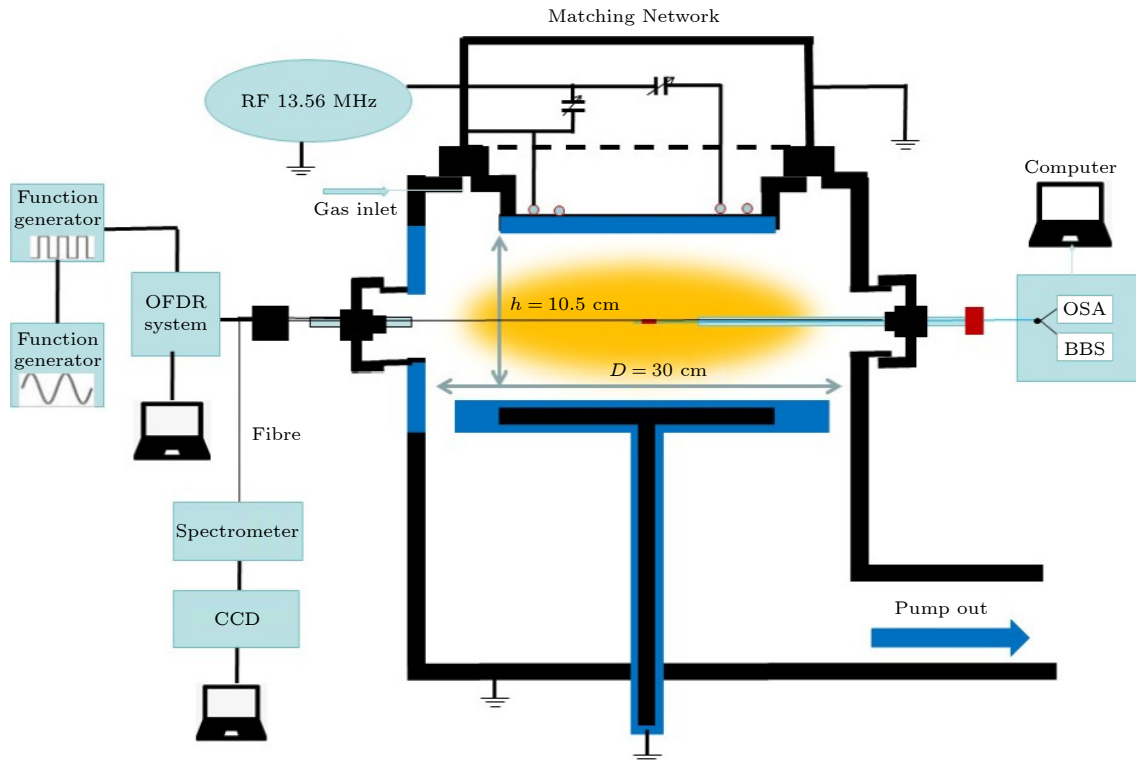 Matching Network
RF 13.56 MHz
Computer
Function
generator
Gas inlet
OFDR
system
h = 10.5 cm
OSA
BBS
Function
generator
D = 30 cm
Fibre
Spectrometer
CCD
Pump out